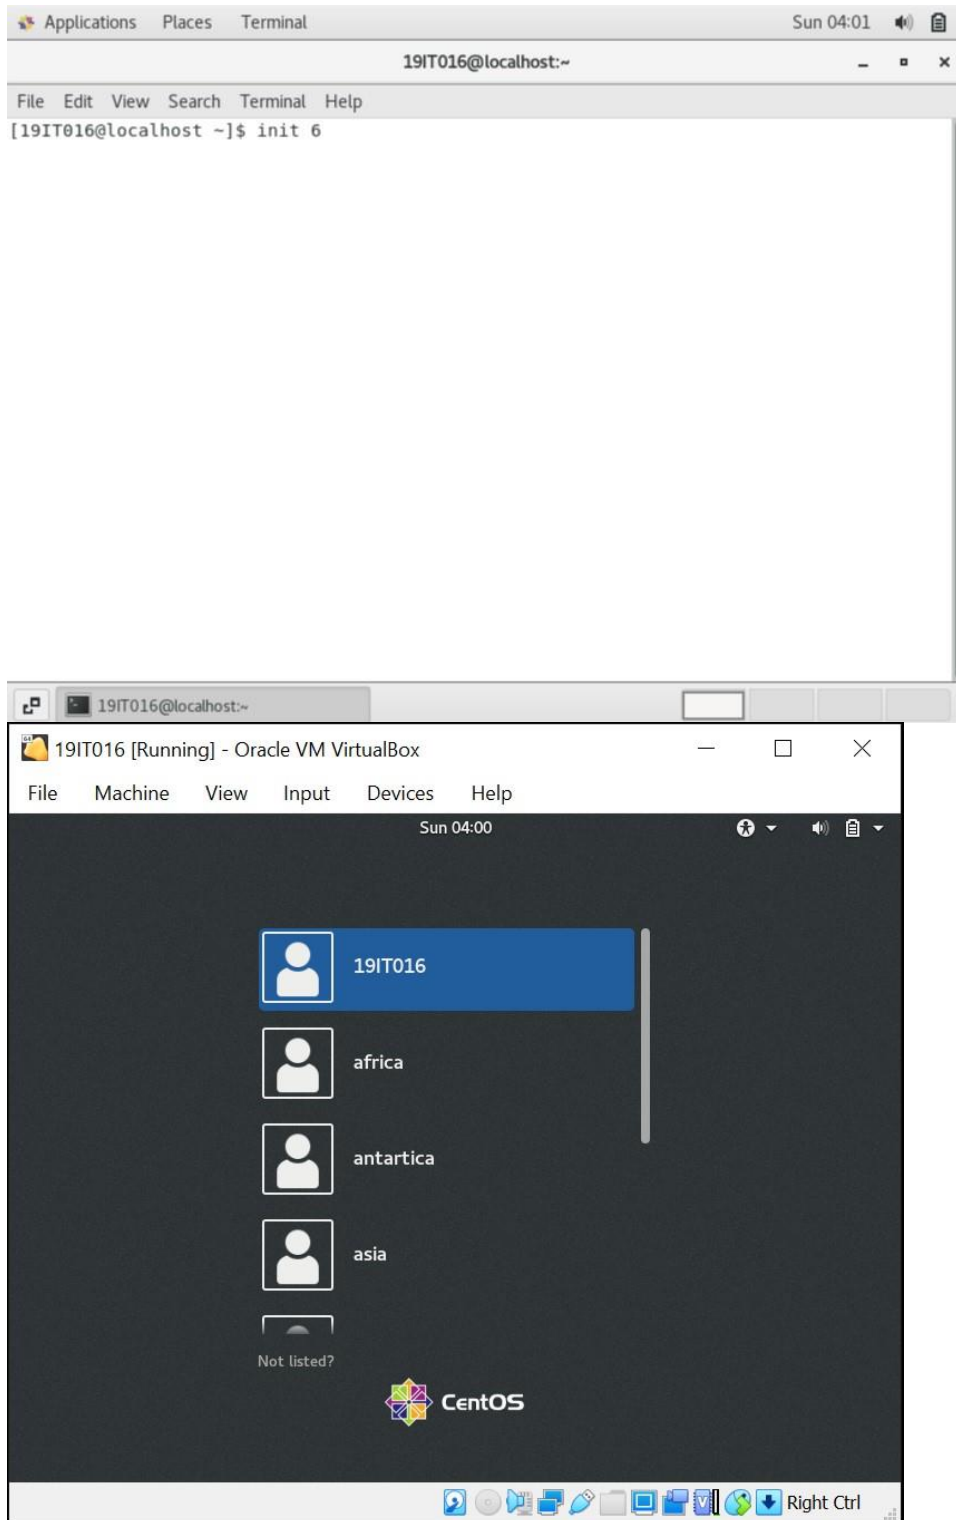 Applications Places Terminal Sun 04:01
19IT016@localhost:~
File Edit View Search Terminal Help
[19IT016@localhost ~]$ init 6
19IT016@localhost:~
19IT016 [Running] - Oracle VM VirtualBox
File Machine View Input Devices Help
Sun 04:00
19IT016
africa
antartica
asia
Not listed?
CentOS
Right Ctrl